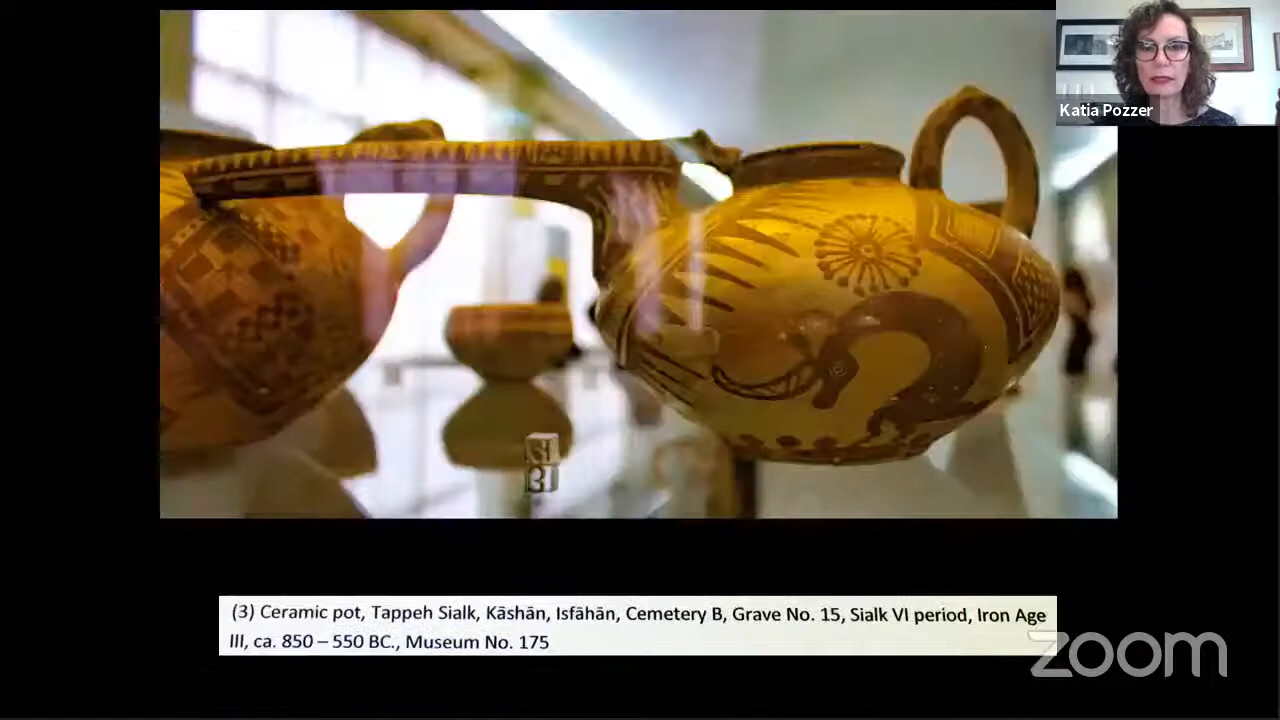 Katia Pozzer
(3) Ceramic pot, Tappeh Sialk, Kāshān, Isfāhān, Cemetery B, Grave No. 15, Sialk VI period, Iron Age
III, ca. 850 – 550 BC., Museum No. 175
zoom